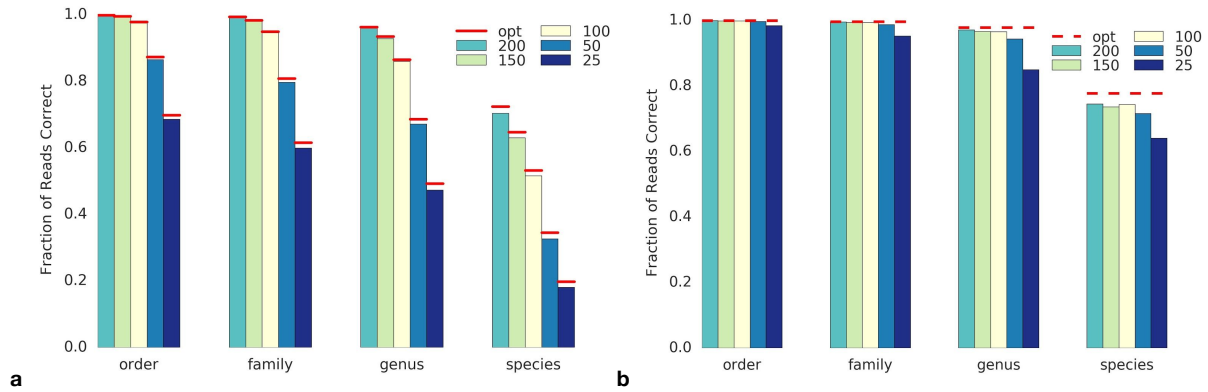 Fraction of Reads Correct
1.0
0.8
0.6
0.4
0.2
0.0
order family genus species
opt 100
200 50
150 25
a
Fraction of Reads Correct
1.0
0.8
0.6
0.4
0.2
0.0
order family genus species
opt 100
200 50
150 25
b